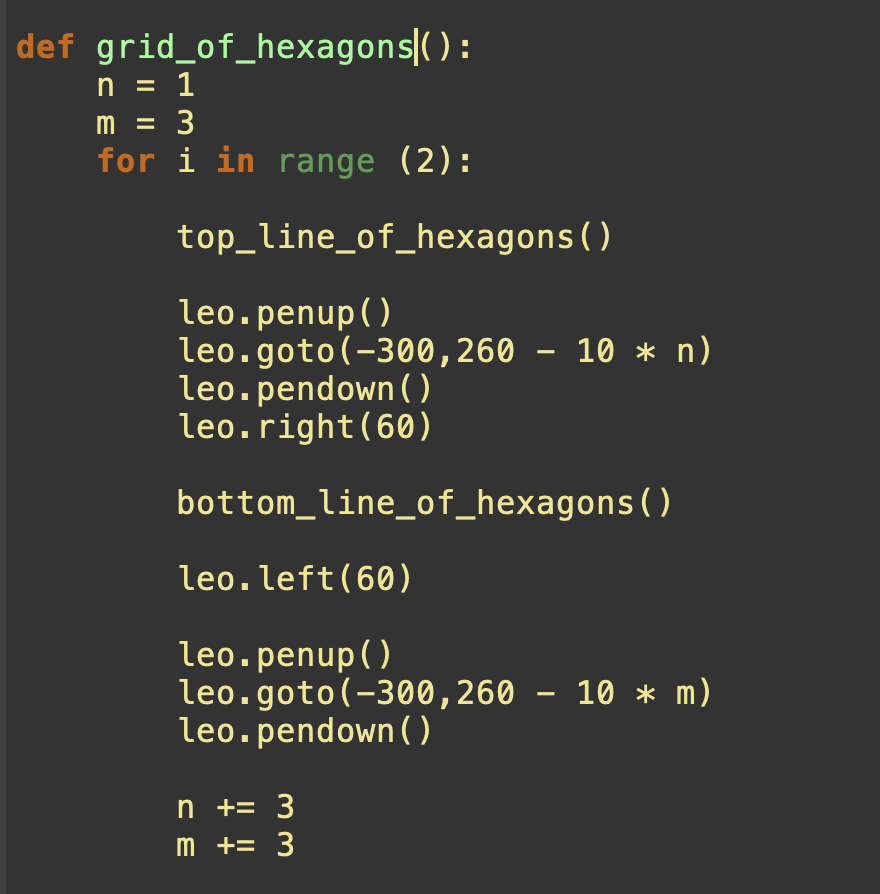 def grid_of_hexagons():
    n = 1
    m = 3
    for i in range (2):

        top_line_of_hexagons()

        leo.penup()
        leo.goto(-300,260 - 10 * n)
        leo.pendown()
        leo.right(60)

        bottom_line_of_hexagons()

        leo.left(60)

        leo.penup()
        leo.goto(-300,260 - 10 * m)
        leo.pendown()

        n += 3
        m += 3